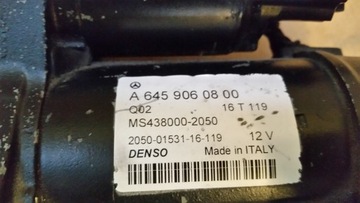 A 645 906 08 00
Q02 16 T 119
MS438000-2050
2050-01531-16-119 12 V
DENSO Made in ITALY